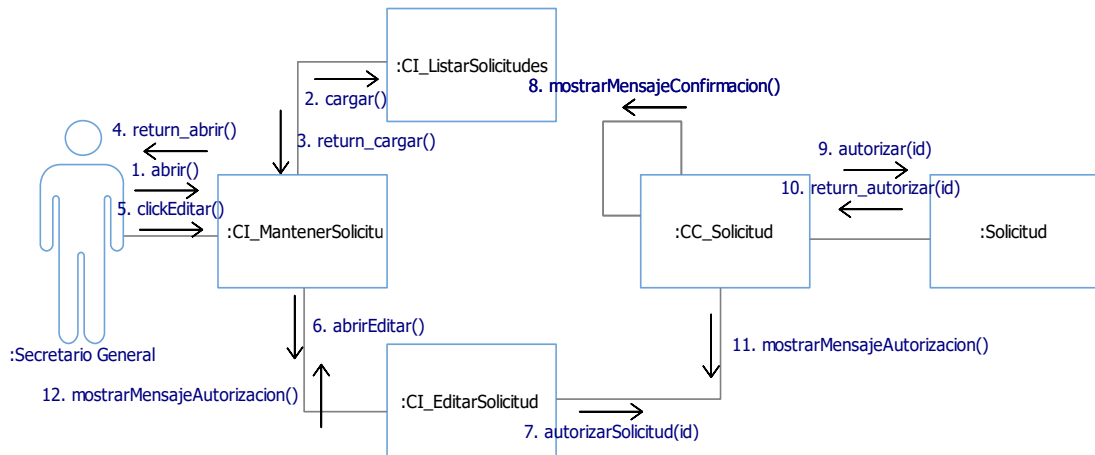 :CI_ListarSolicitudes
2. cargar()
8. mostrarMensajeConfirmacion()
4. return_abrir()
3. return_cargar()
1. abrir()
9. autorizar(id)
10. return_autorizar(id)
5. clickEditar()
:CI_MantenerSolicitu
:CC_Solicitud
:Solicitud
6. abrirEditar()
:Secretario General
11. mostrarMensajeAutorizacion()
12. mostrarMensajeAutorizacion()
:CI_EditarSolicitud
7. autorizarSolicitud(id)